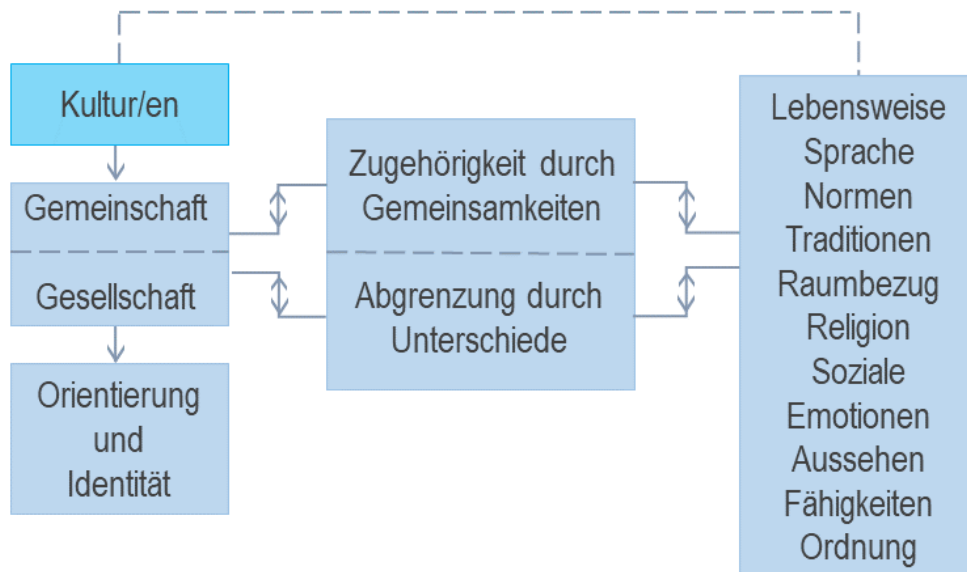 Kultur/en
Gemeinschaft
Gesellschaft
Orientierung
und
Identität
Zugehörigkeit durch
Gemeinsamkeiten
Abgrenzung durch
Unterschiede
Lebensweise
Sprache
Normen
Traditionen
Raumbezug
Religion
Soziale
Emotionen
Aussehen
Fähigkeiten
Ordnung